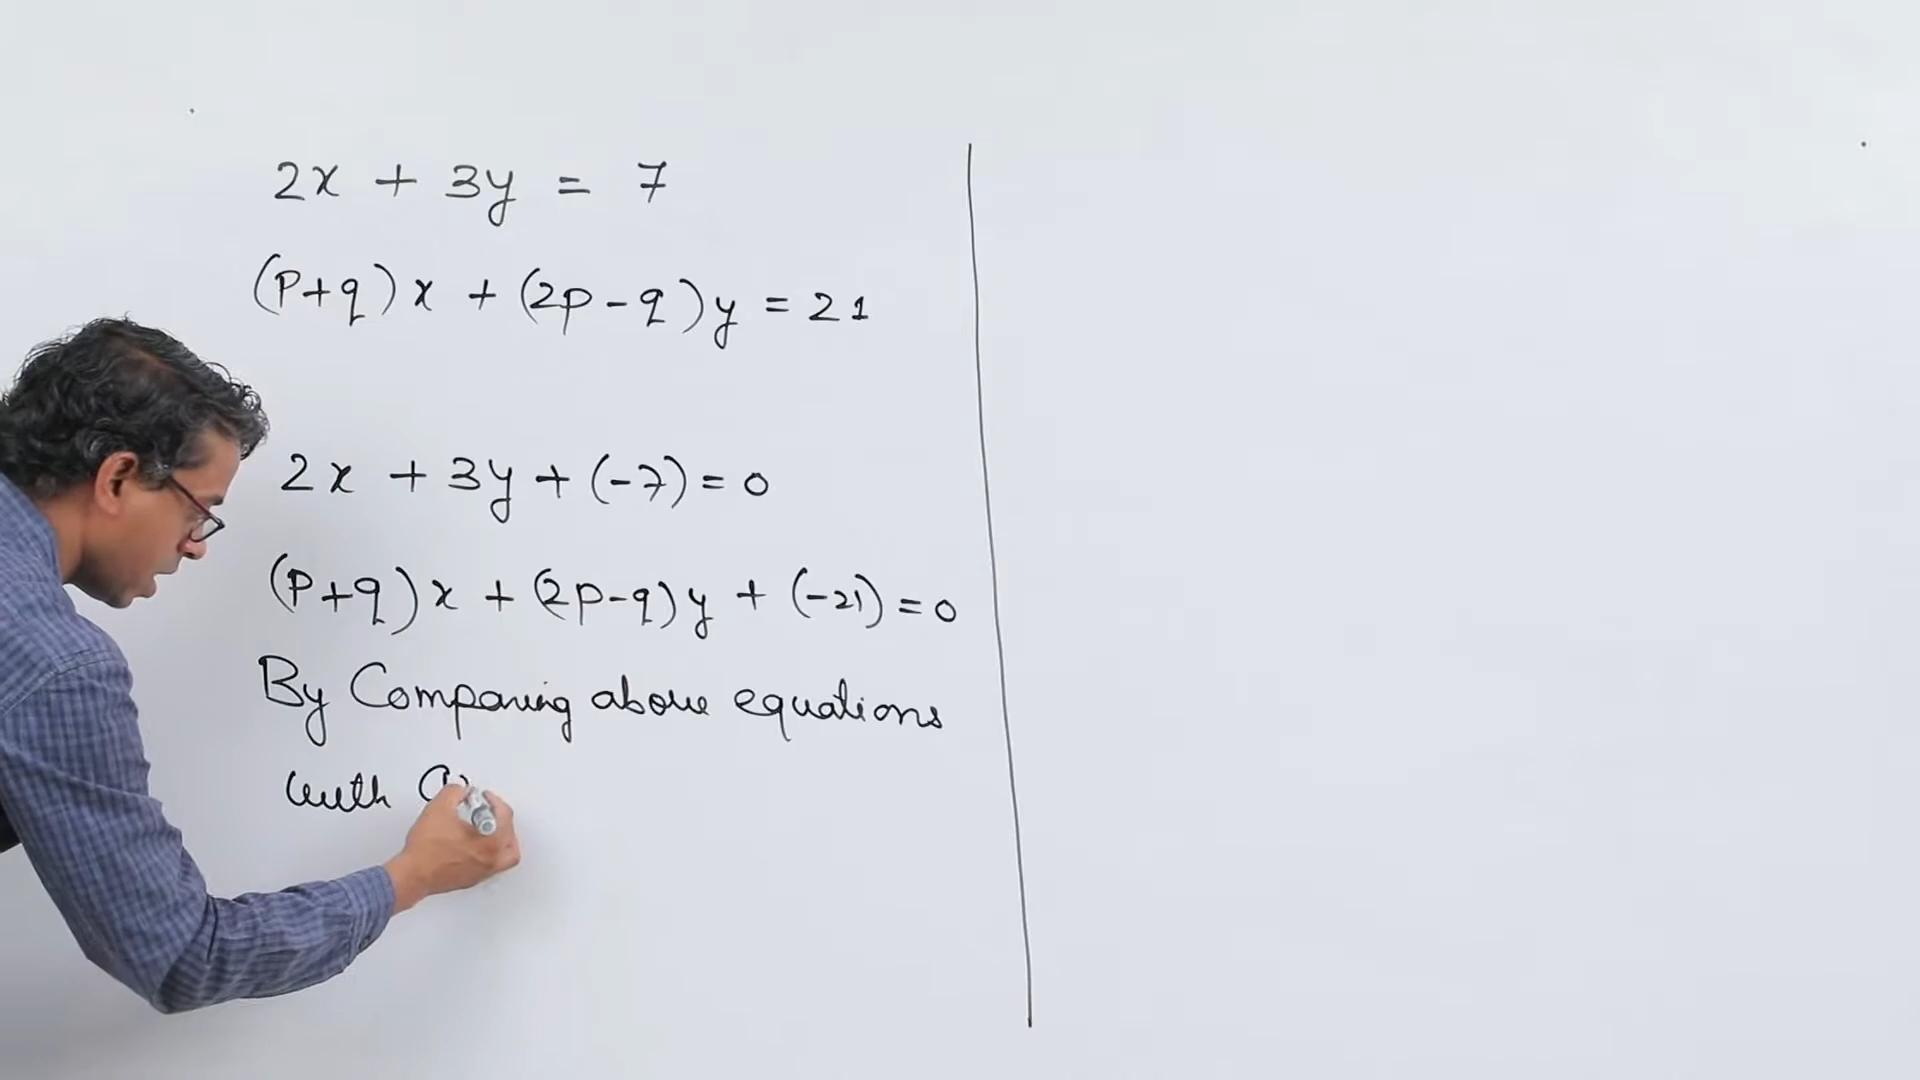 2x + 3y = 7
(p+q)x + (2p-q)y = 21
2x + 3y + (-7) = 0
(p+q)x + (2p-q)y + (-21) = 0
By Comparing above equations
with